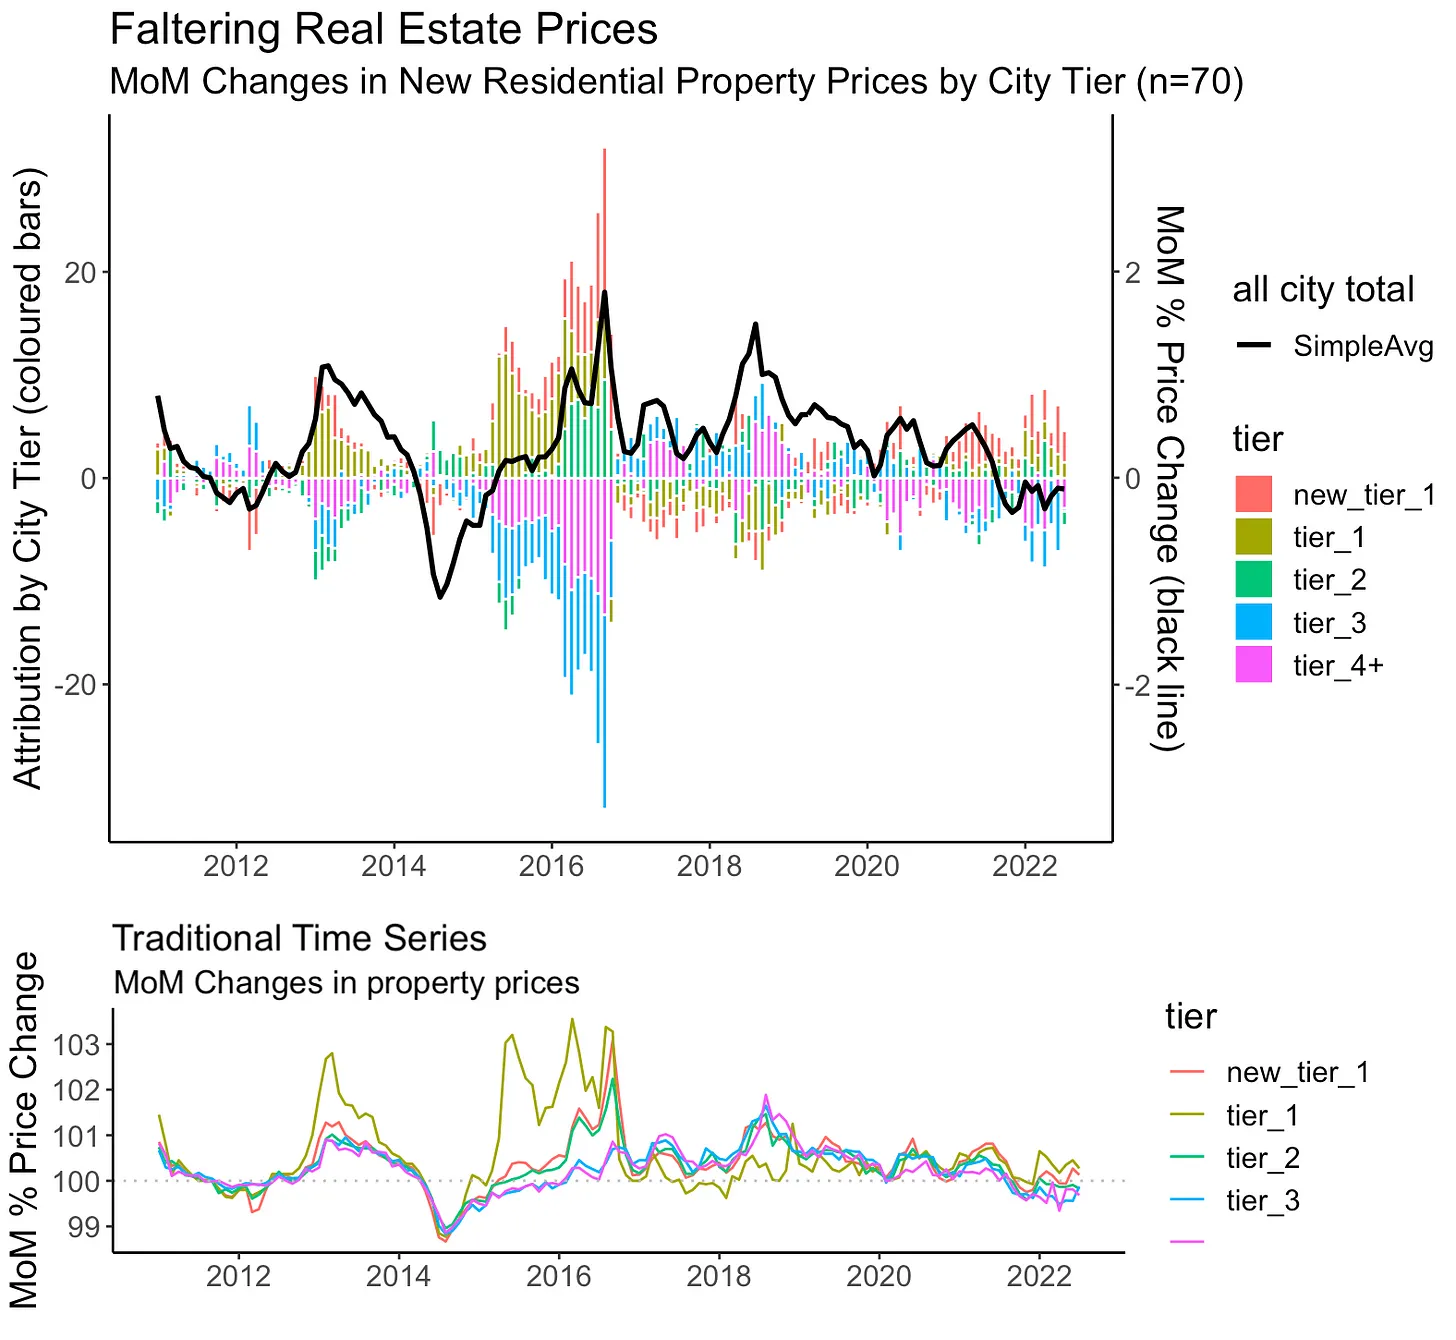 Faltering Real Estate Prices
MoM Changes in New Residential Property Prices by City Tier (n=70)
Attribution by City Tier (coloured bars)
20
0
-20
2
0
-2
MoM % Price Change (black line)
2012 2014 2016 2018 2020 2022
all city total
SimpleAvg
tier
new_tier_1
tier_1
tier_2
tier_3
tier_4+
Traditional Time Series
MoM Changes in property prices
MoM % Price Change
103
102
101
100
99
2012 2014 2016 2018 2020 2022
tier
new_tier_1
tier_1
tier_2
tier_3